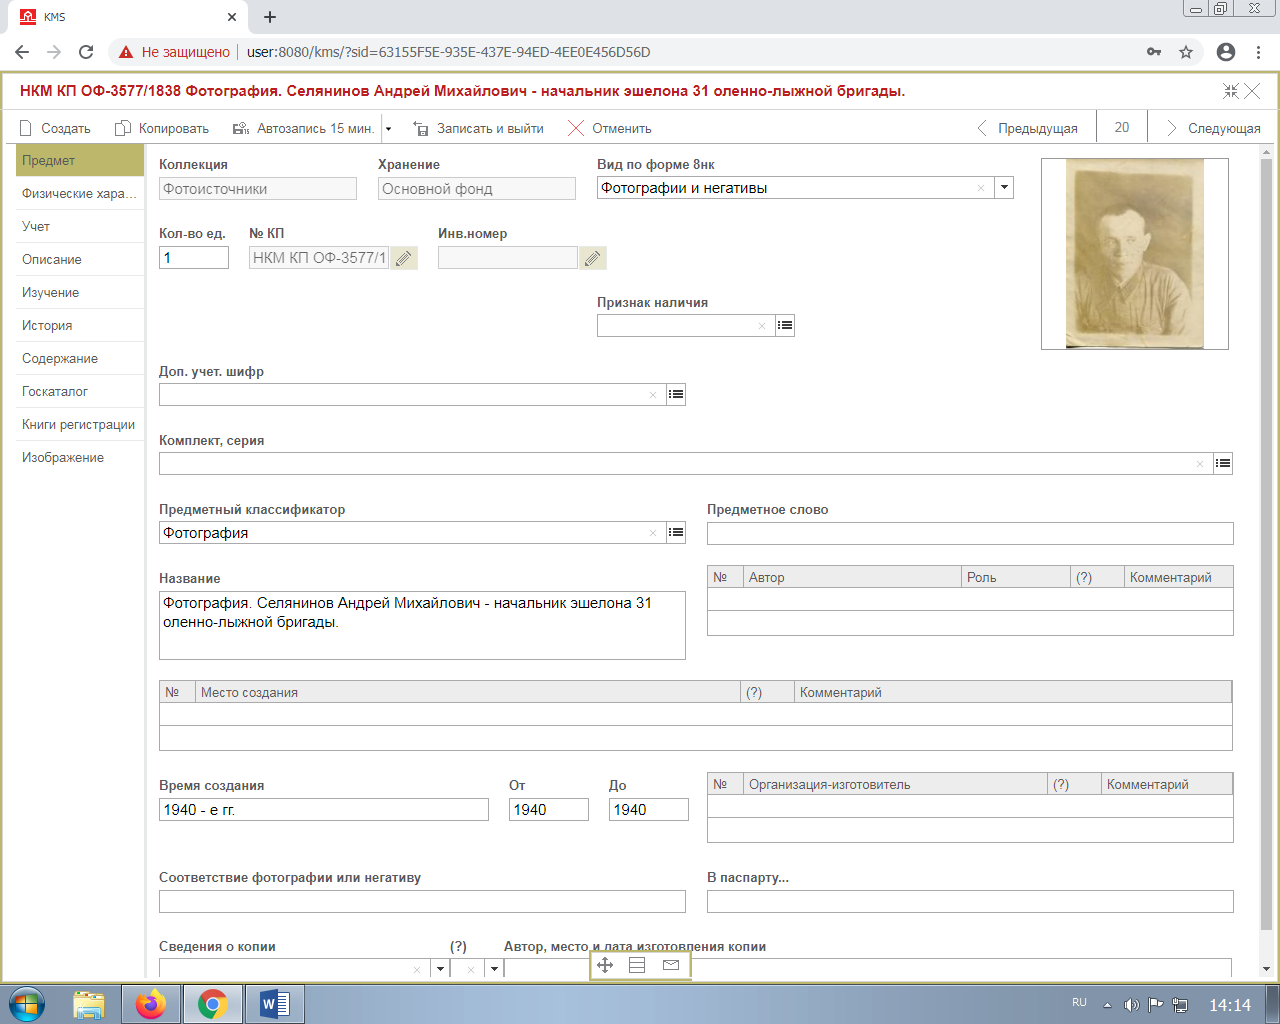 KMS
Не защищено
user:8080/kms/?sid=63155F5E-935E-437E-94ED-4EE0E456D56D
НКМ КП ОФ-3577/1838 Фотография. Селянинов Андрей Михайлович - начальник эшелона 31 оленно-лыжной бригады.
Создать Копировать Автозапись 15 мин. Записать и выйти Отменить Предыдущая 20 Следующая
Предмет
Физические хара...
Учет
Описание
Изучение
История
Содержание
Госкаталог
Книги регистрации
Изображение
Коллекция Хранение Вид по форме 8нк
Фотоисточники Основной фонд Фотографии и негативы
Кол-во ед. № КП Инв.номер
1 НКМ КП ОФ-3577/1
Признак наличия
Доп. учет. шифр
Комплект, серия
Предметный классификатор Предметное слово
Фотография
Название
Фотография. Селянинов Андрей Михайлович - начальник эшелона 31
оленно-лыжной бригады.
№ Автор Роль (?) Комментарий
№ Место создания (?) Комментарий
Время создания От До
1940 - е гг. 1940 1940
№ Организация-изготовитель (?) Комментарий
Соответствие фотографии или негативу В паспарту...
Сведения о копии (?) Автор, место и дата изготовления копии
RU 14:14